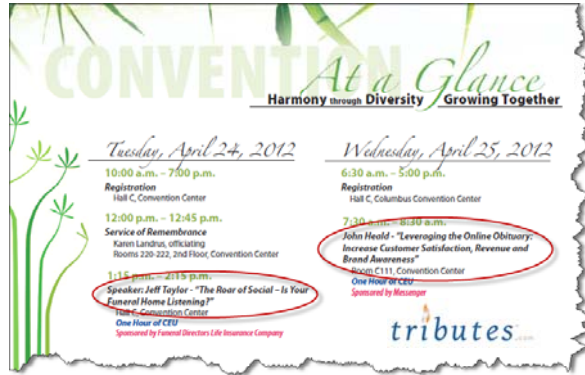 CONVENTION
At a Glance
Harmony through Diversity Growing Together
Tuesday, April 24, 2012
10:00 a.m. – 7:00 p.m.
Registration
Hall C, Convention Center
12:00 p.m. – 12:45 p.m.
Service of Remembrance
Karen Landrus, officiating
Rooms 220-222, 2nd Floor, Convention Center
1:15 p.m. – 2:15 p.m.
Speaker: Jeff Taylor - “The Roar of Social – Is Your
Funeral Home Listening?”
Hall C, Convention Center
One Hour of CEU
Sponsored by Funeral Directors Life Insurance Company
Wednesday, April 25, 2012
6:30 a.m. – 5:00 p.m.
Registration
Hall C, Columbus Convention Center
7:30 a.m. – 8:30 a.m.
John Heald - “Leveraging the Online Obituary:
Increase Customer Satisfaction, Revenue and
Brand Awareness”
Room C111, Convention Center
One Hour of CEU
Sponsored by Messenger
tributes.com